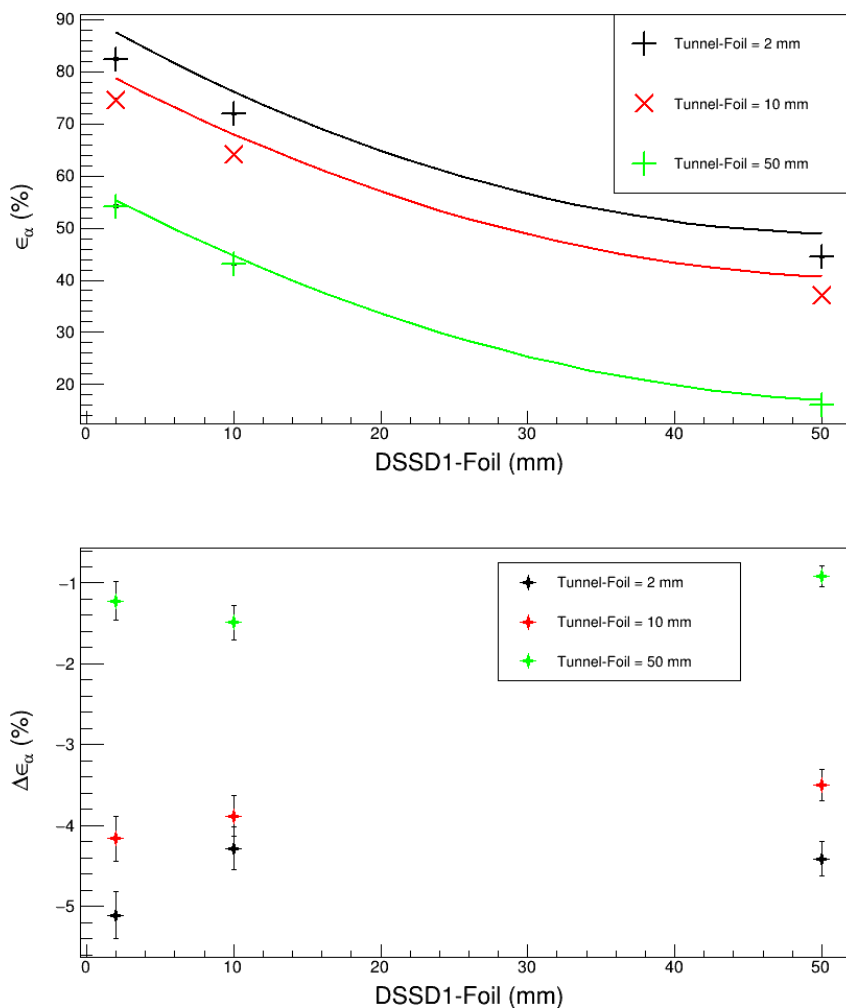 90
80
70
60
50
40
30
20
ϵα (%)
Tunnel-Foil = 2 mm
Tunnel-Foil = 10 mm
Tunnel-Foil = 50 mm
0 10 20 30 40 50
DSSD1-Foil (mm)
−1
−2
−3
−4
−5
Δϵα (%)
Tunnel-Foil = 2 mm
Tunnel-Foil = 10 mm
Tunnel-Foil = 50 mm
0 10 20 30 40 50
DSSD1-Foil (mm)